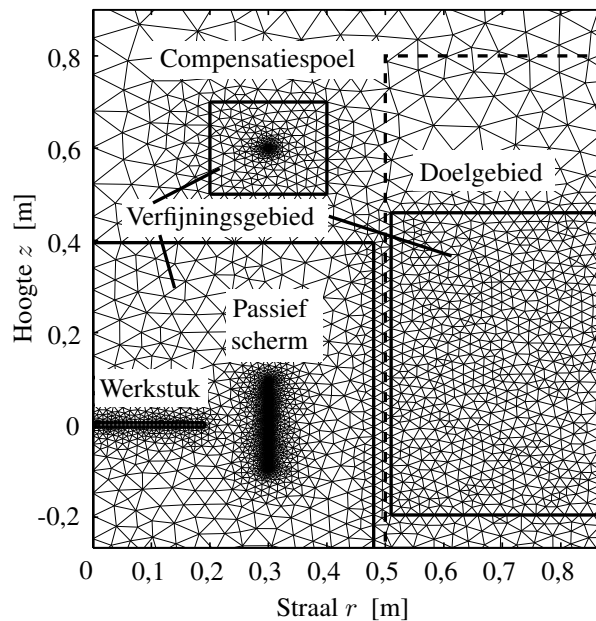 0,8
Compensatiespoel
0,6
Doelgebied
Verfijningsgebied
0,4
Hoogte z [m]
Passief
scherm
0,2
Werkstuk
0
-0,2
0 0,1 0,2 0,3 0,4 0,5 0,6 0,7 0,8
Straal r [m]